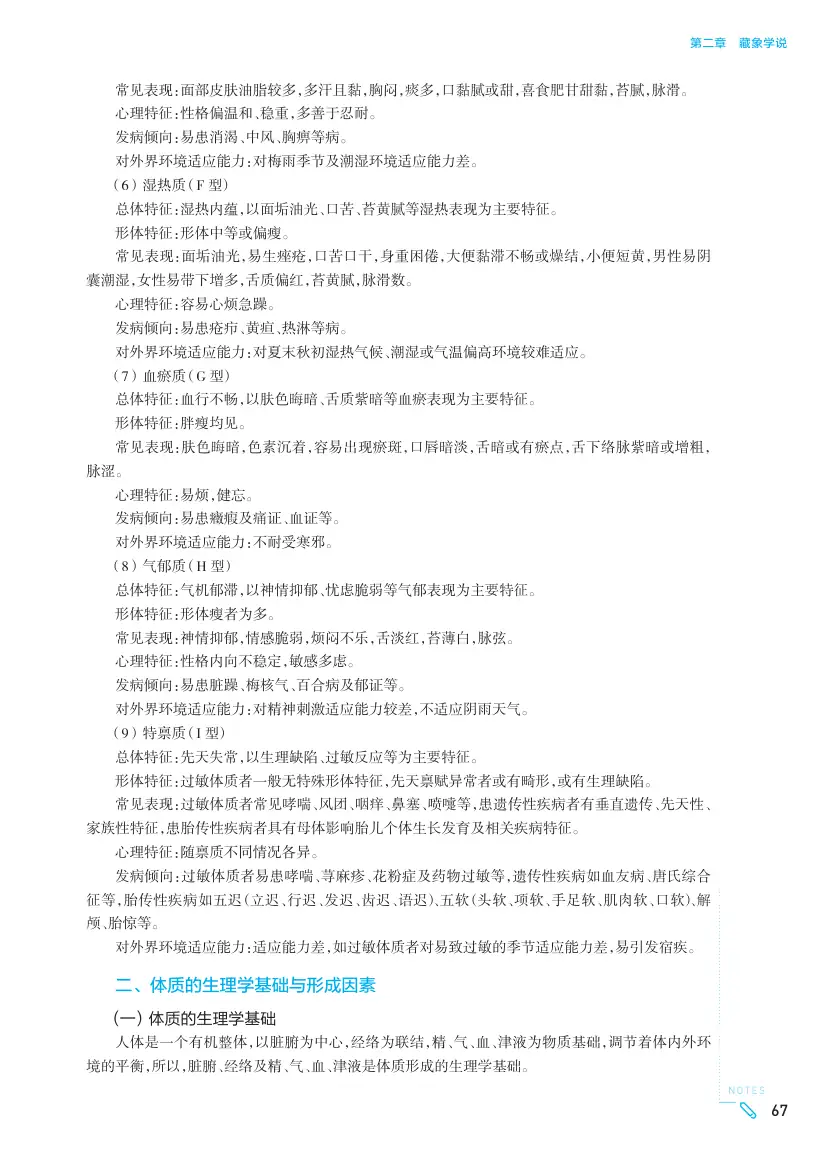 第二章　藏象学说
常见表现：面部皮肤油脂较多，多汗且黏，胸闷，痰多，口黏腻或甜，喜食肥甘甜黏，苔腻，脉滑。
心理特征：性格偏温和、稳重，多善于忍耐。
发病倾向：易患消渴、中风、胸痹等病。
对外界环境适应能力：对梅雨季节及潮湿环境适应能力差。
（6）湿热质（F 型）
总体特征：湿热内蕴，以面垢油光、口苦、苔黄腻等湿热表现为主要特征。
形体特征：形体中等或偏瘦。
常见表现：面垢油光，易生痤疮，口苦口干，身重困倦，大便黏滞不畅或燥结，小便短黄，男性易阴
囊潮湿，女性易带下增多，舌质偏红，苔黄腻，脉滑数。
心理特征：容易心烦急躁。
发病倾向：易患疮疖、黄疸、热淋等病。
对外界环境适应能力：对夏末秋初湿热气候、潮湿或气温偏高环境较难适应。
（7）血瘀质（G 型）
总体特征：血行不畅，以肤色晦暗、舌质紫暗等血瘀表现为主要特征。
形体特征：胖瘦均见。
常见表现：肤色晦暗，色素沉着，容易出现瘀斑，口唇暗淡，舌暗或有瘀点，舌下络脉紫暗或增粗，
脉涩。
心理特征：易烦，健忘。
发病倾向：易患癥瘕及痛证、血证等。
对外界环境适应能力：不耐受寒邪。
（8）气郁质（H 型）
总体特征：气机郁滞，以神情抑郁、忧虑脆弱等气郁表现为主要特征。
形体特征：形体瘦者为多。
常见表现：神情抑郁，情感脆弱，烦闷不乐，舌淡红，苔薄白，脉弦。
心理特征：性格内向不稳定，敏感多虑。
发病倾向：易患脏躁、梅核气、百合病及郁证等。
对外界环境适应能力：对精神刺激适应能力较差，不适应阴雨天气。
（9）特禀质（I 型）
总体特征：先天失常，以生理缺陷、过敏反应等为主要特征。
形体特征：过敏体质者一般无特殊形体特征，先天禀赋异常者或有畸形，或有生理缺陷。
常见表现：过敏体质者常见哮喘、风团、咽痒、鼻塞、喷嚏等，患遗传性疾病者有垂直遗传、先天性、
家族性特征，患胎传性疾病者具有母体影响胎儿个体生长发育及相关疾病特征。
心理特征：随禀质不同情况各异。
发病倾向：过敏体质者易患哮喘、荨麻疹、花粉症及药物过敏等，遗传性疾病如血友病、唐氏综合
征等，胎传性疾病如五迟（立迟、行迟、发迟、齿迟、语迟）、五软（头软、项软、手足软、肌肉软、口软）、解
颅、胎惊等。
对外界环境适应能力：适应能力差，如过敏体质者对易致过敏的季节适应能力差，易引发宿疾。
二、体质的生理学基础与形成因素
（一）体质的生理学基础
人体是一个有机整体，以脏腑为中心，经络为联结，精、气、血、津液为物质基础，调节着体内外环
境的平衡，所以，脏腑、经络及精、气、血、津液是体质形成的生理学基础。
NOTES
67